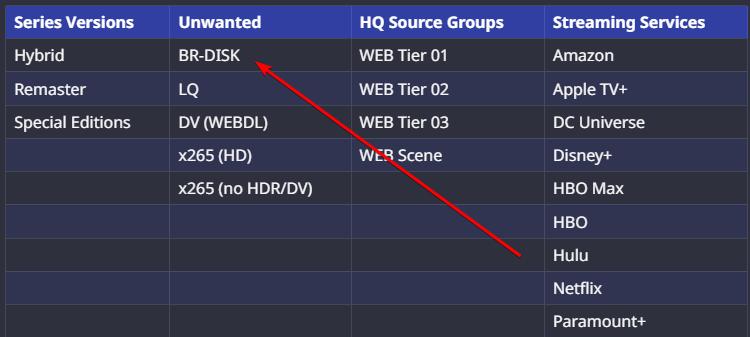 Series Versions Unwanted HQ Source Groups Streaming Services
Hybrid BR-DISK WEB Tier 01 Amazon
Remaster LQ WEB Tier 02 Apple TV+
Special Editions DV (WEBDL) WEB Tier 03 DC Universe
x265 (HD) WEB Scene Disney+
x265 (no HDR/DV) HBO Max
HBO
Hulu
Netflix
Paramount+